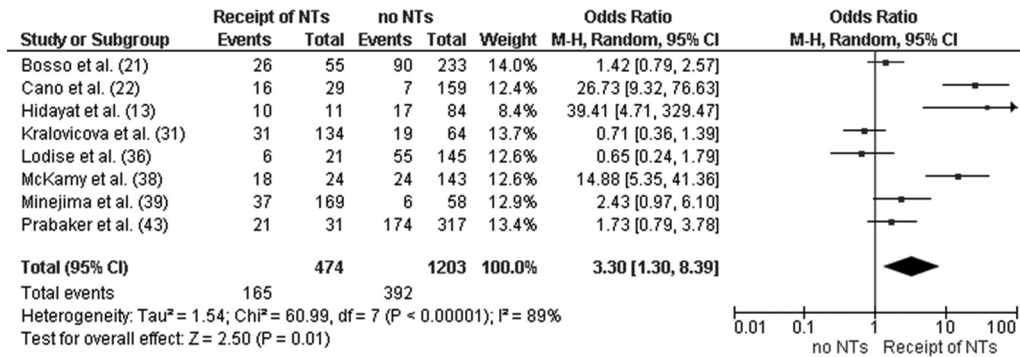 Receipt of NTs no NTs Odds Ratio Odds Ratio
Study or Subgroup Events Total Events Total Weight M-H, Random, 95% CI M-H, Random, 95% CI
Bosso et al. (21) 26 55 90 233 14.0% 1.42 [0.79, 2.57]
Cano et al. (22) 16 29 7 159 12.4% 26.73 [9.32, 76.63]
Hidayat et al. (13) 10 11 17 84 8.4% 39.41 [4.71, 329.47]
Kralovicova et al. (31) 31 134 19 64 13.7% 0.71 [0.36, 1.39]
Lodise et al. (36) 6 21 55 145 12.6% 0.65 [0.24, 1.79]
McKamy et al. (38) 18 24 24 143 12.6% 14.88 [5.35, 41.36]
Minejima et al. (39) 37 169 6 58 12.9% 2.43 [0.97, 6.10]
Prabaker et al. (43) 21 31 174 317 13.4% 1.73 [0.79, 3.78]
Total (95% CI) 474 1203 100.0% 3.30 [1.30, 8.39]
Total events 165 392
Heterogeneity: Tau² = 1.54; Chi² = 60.99, df = 7 (P < 0.00001); I² = 89%
Test for overall effect: Z = 2.50 (P = 0.01)
0.01 0.1 1 10 100
no NTs Receipt of NTs